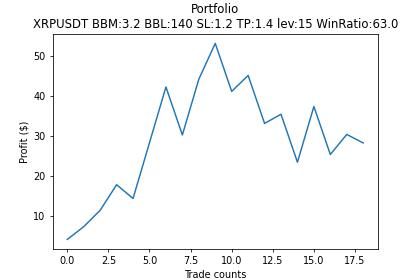 Portfolio
XRPUSDT BBM:3.2 BBL:140 SL:1.2 TP:1.4 lev:15 WinRatio:63.0
50
40
30
20
10
Profit ($)
0.0 2.5 5.0 7.5 10.0 12.5 15.0 17.5
Trade counts